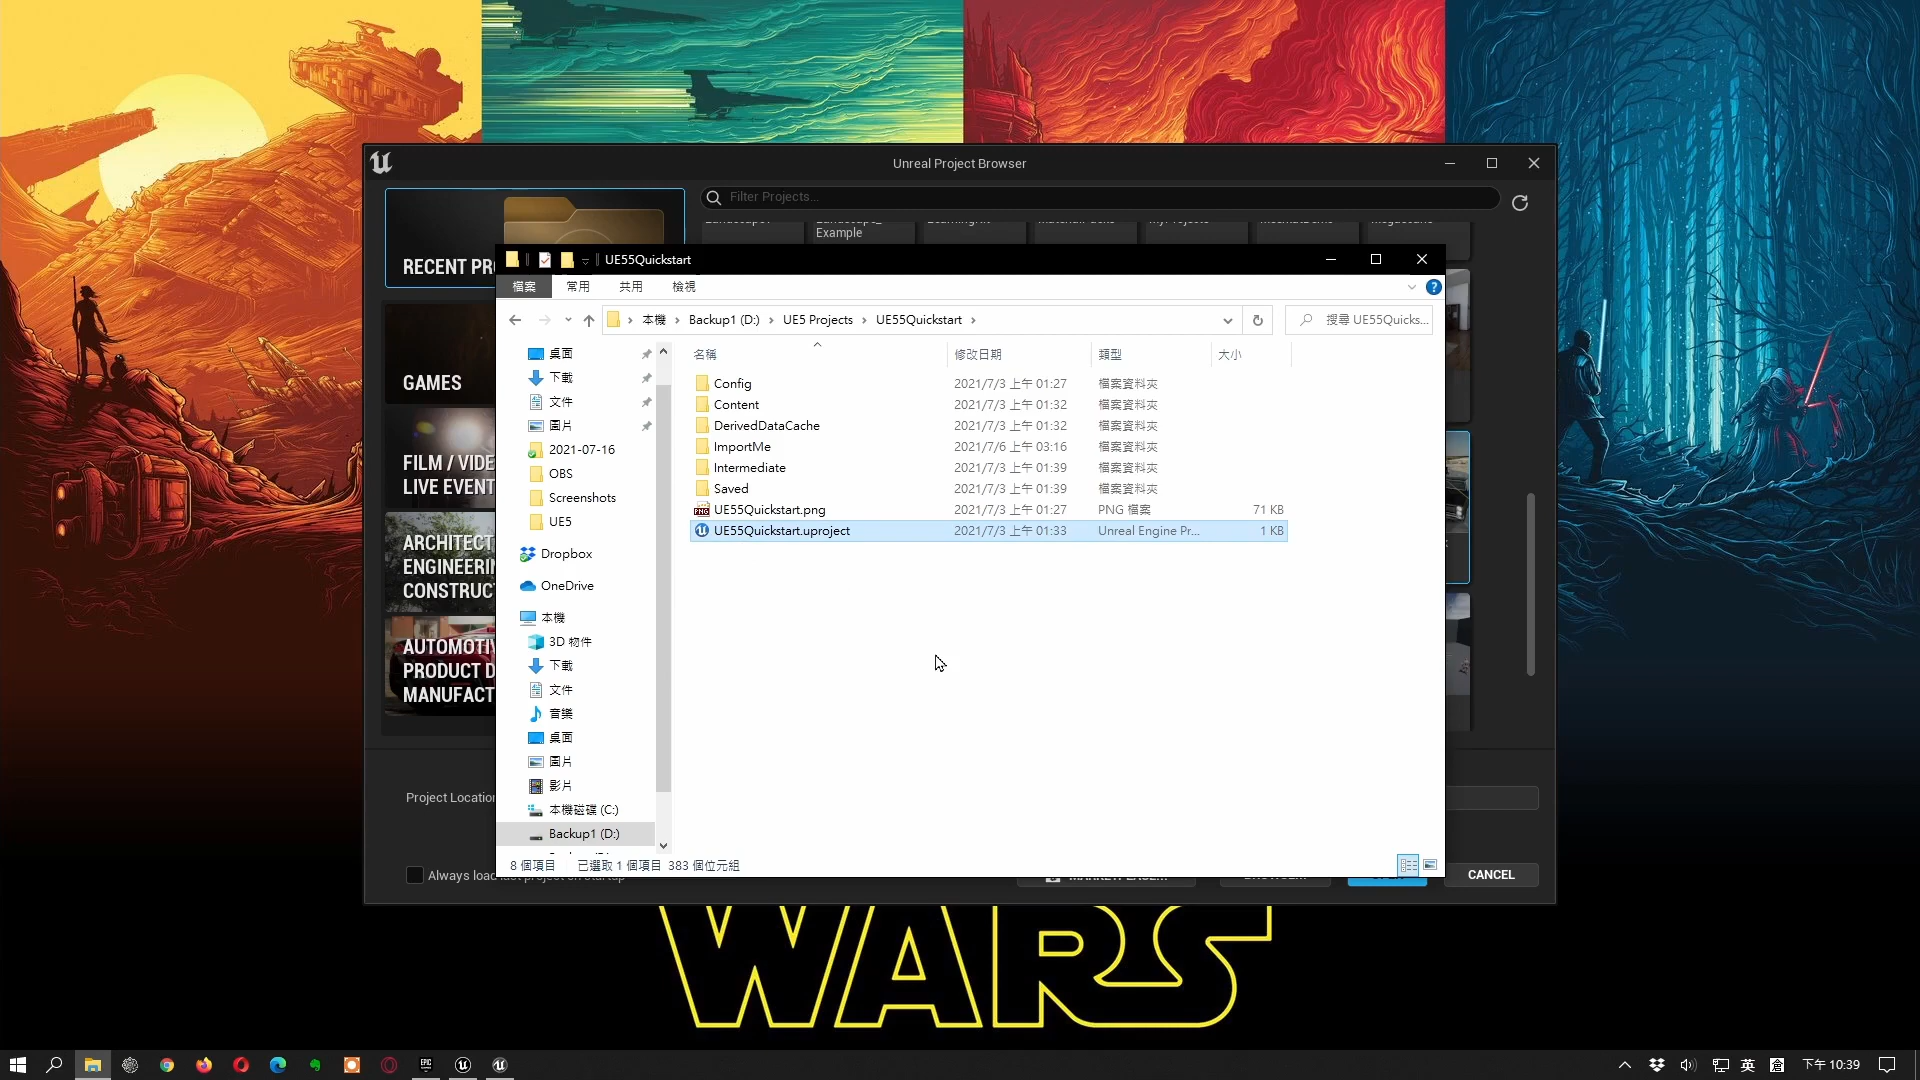 Unreal Project Browser
Filter Projects...
Example
RECENT PR
GAMES
FILM / VIDE
LIVE EVENT
ARCHITECT
ENGINEERIN
CONSTRUC
AUTOMOTIV
PRODUCT D
MANUFACT
Project Location
CANCEL
UE55Quickstart
檔案 常用 共用 檢視
本機 Backup1 (D:) UE5 Projects UE55Quickstart
搜尋 UE55Quicks...
桌面
下載
文件
圖片
2021-07-16
OBS
Screenshots
UE5
Dropbox
OneDrive
本機
3D 物件
下載
文件
音樂
桌面
圖片
影片
本機磁碟 (C:)
Backup1 (D:)
名稱 修改日期 類型 大小
Config 2021/7/3 上午 01:27 檔案資料夾
Content 2021/7/3 上午 01:32 檔案資料夾
DerivedDataCache 2021/7/3 上午 01:32 檔案資料夾
ImportMe 2021/7/6 上午 03:16 檔案資料夾
Intermediate 2021/7/3 上午 01:39 檔案資料夾
Saved 2021/7/3 上午 01:39 檔案資料夾
UE55Quickstart.png 2021/7/3 上午 01:27 PNG 檔案 71 KB
UE55Quickstart.uproject 2021/7/3 上午 01:33 Unreal Engine Pr... 1 KB
8 個項目 已選取 1 個項目 383 個位元組
Always load last project on startup
WARS
英 下午 10:39